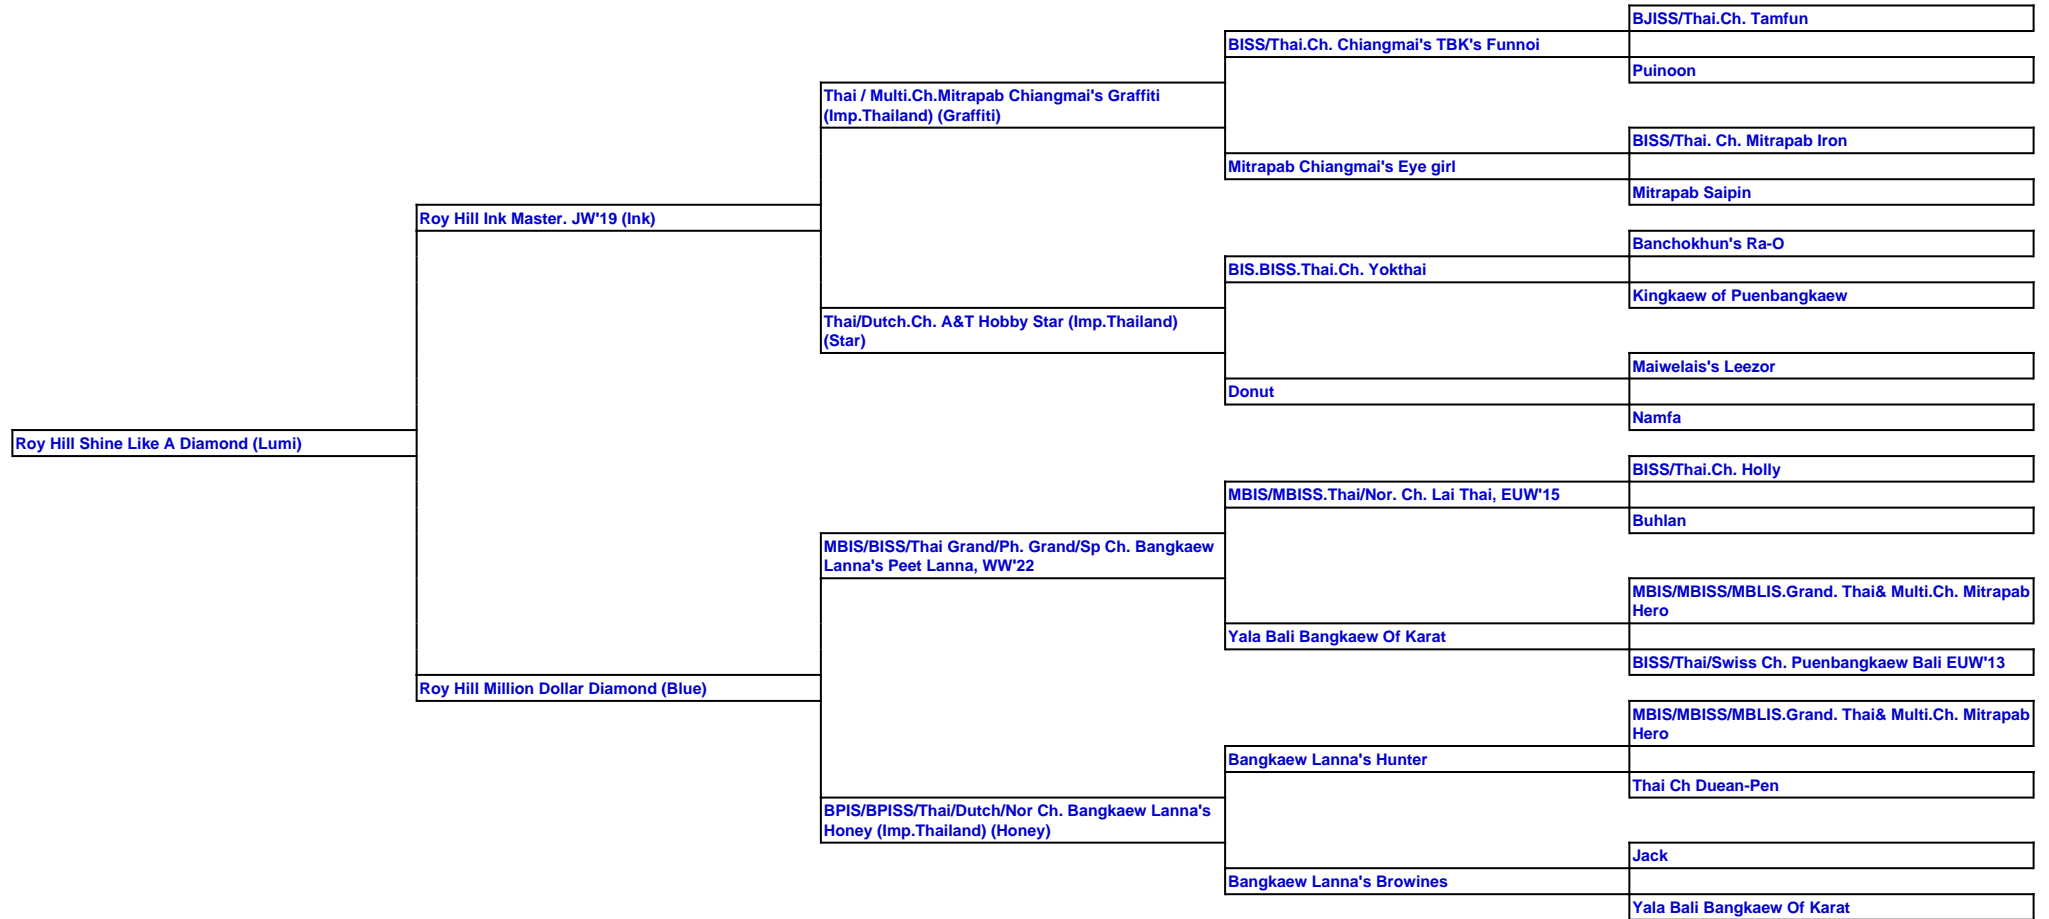 BJISS/Thai.Ch. Tamfun
BISS/Thai.Ch. Chiangmai's TBK's Funnoi
Puinoon
Thai / Multi.Ch.Mitrapab Chiangmai's Graffiti
(Imp.Thailand) (Graffiti)
BISS/Thai. Ch. Mitrapab Iron
Mitrapab Chiangmai's Eye girl
Mitrapab Saipin
Roy Hill Ink Master. JW'19 (Ink)
Banchokhun's Ra-O
BIS.BISS.Thai.Ch. Yokthai
Kingkaew of Puenbangkaew
Thai/Dutch.Ch. A&T Hobby Star (Imp.Thailand)
(Star)
Maiwelais's Leezor
Donut
Namfa
Roy Hill Shine Like A Diamond (Lumi)
BISS/Thai.Ch. Holly
MBIS/MBISS.Thai/Nor. Ch. Lai Thai, EUW'15
Buhlan
MBIS/BISS/Thai Grand/Ph. Grand/Sp Ch. Bangkaew
Lanna's Peet Lanna, WW'22
MBIS/MBISS/MBLIS.Grand. Thai& Multi.Ch. Mitrapab
Hero
Yala Bali Bangkaew Of Karat
BISS/Thai/Swiss Ch. Puenbangkaew Bali EUW'13
Roy Hill Million Dollar Diamond (Blue)
MBIS/MBISS/MBLIS.Grand. Thai& Multi.Ch. Mitrapab
Hero
Bangkaew Lanna's Hunter
Thai Ch Duean-Pen
BPIS/BPISS/Thai/Dutch/Nor Ch. Bangkaew Lanna's
Honey (Imp.Thailand) (Honey)
Jack
Bangkaew Lanna's Browines
Yala Bali Bangkaew Of Karat